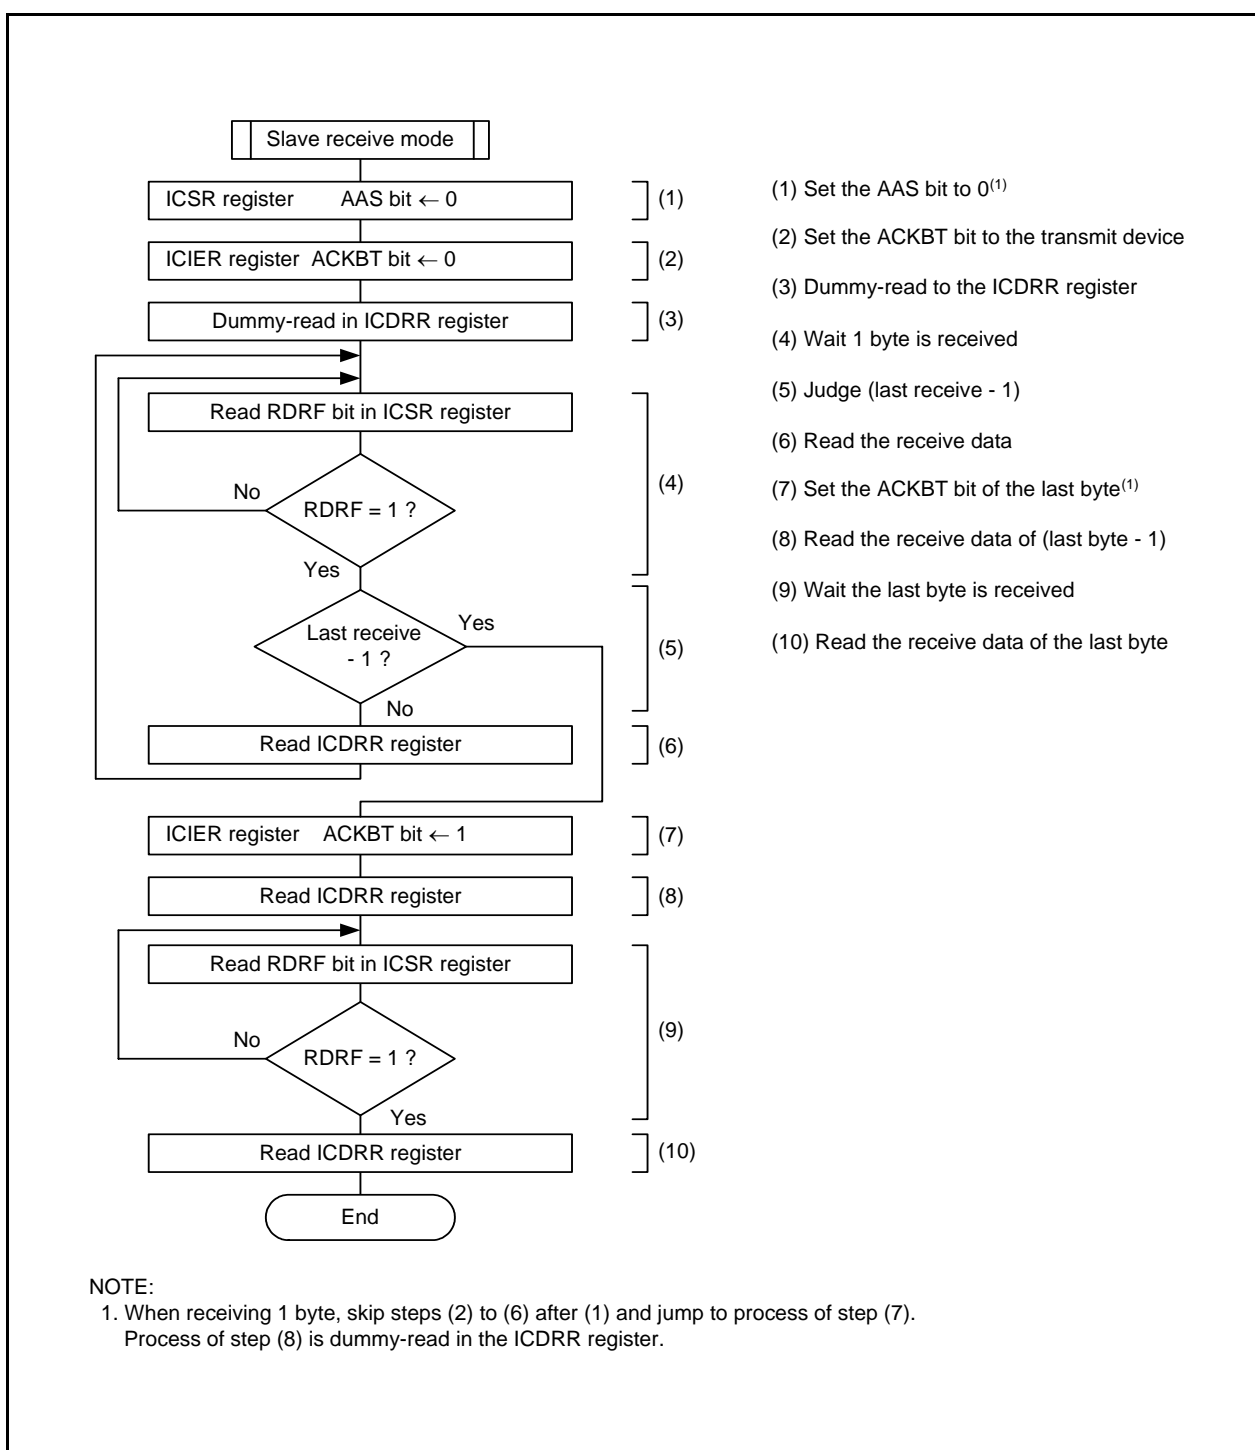 Slave receive mode
ICSR register AAS bit ← 0
(1)
ICIER register ACKBT bit ← 0
(2)
Dummy-read in ICDRR register
(3)
Read RDRF bit in ICSR register
No
RDRF = 1 ?
(4)
Yes
Last receive
- 1 ?
Yes
(5)
No
Read ICDRR register
(6)
ICIER register ACKBT bit ← 1
(7)
Read ICDRR register
(8)
Read RDRF bit in ICSR register
No
RDRF = 1 ?
(9)
Yes
Read ICDRR register
(10)
End
(1) Set the AAS bit to 0(1)
(2) Set the ACKBT bit to the transmit device
(3) Dummy-read to the ICDRR register
(4) Wait 1 byte is received
(5) Judge (last receive - 1)
(6) Read the receive data
(7) Set the ACKBT bit of the last byte(1)
(8) Read the receive data of (last byte - 1)
(9) Wait the last byte is received
(10) Read the receive data of the last byte
NOTE:
1. When receiving 1 byte, skip steps (2) to (6) after (1) and jump to process of step (7).
Process of step (8) is dummy-read in the ICDRR register.